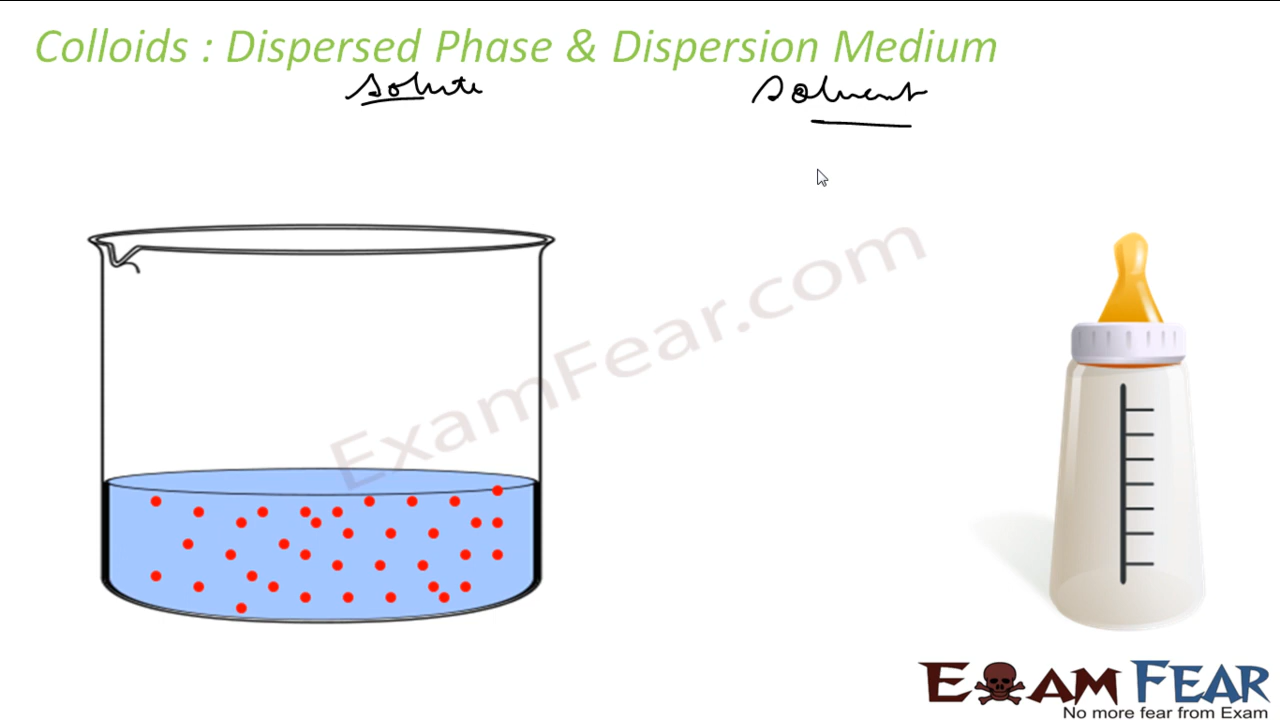 Colloids : Dispersed Phase & Dispersion Medium
Solute Solvent
ExamFear.com
EXAM FEAR
No more fear from Exam